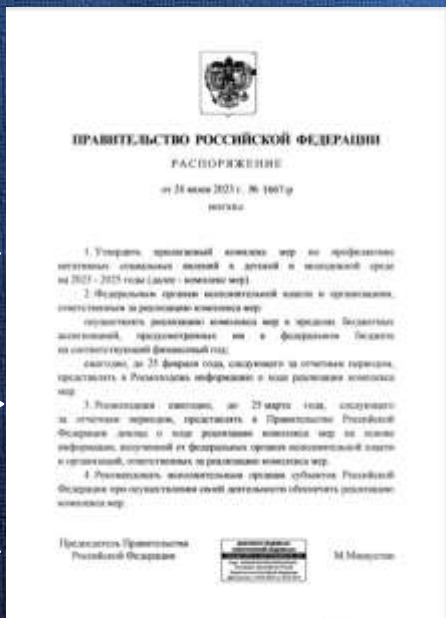 ПРАВИТЕЛЬСТВО РОССИЙСКОЙ ФЕДЕРАЦИИ
РАСПОРЯЖЕНИЕ
от 2023 г. № 1667-р
МОСКВА
1. Утвердить прилагаемый комплекс мер по профилактике
негативных социальных явлений в детской и молодежной среде
на 2023 - 2025 годы (далее - комплекс мер).
2. Федеральным органам исполнительной власти и организациям,
ответственным за реализацию комплекса мер:
осуществлять реализацию комплекса мер в пределах бюджетных
ассигнований, предусмотренных им в федеральном бюджете
на соответствующий финансовый год;
ежегодно, до 25 февраля года, следующего за отчетным периодом,
представлять в Росмолодежь информацию о ходе реализации комплекса
мер.
3. Росмолодежи ежегодно, до 25 марта года, следующего
за отчетным периодом, представлять в Правительство Российской
Федерации доклад о ходе реализации комплекса мер на основе
информации, полученной от федеральных органов исполнительной власти
и организаций, ответственных за реализацию комплекса мер.
4. Рекомендовать исполнительным органам субъектов Российской
Федерации при осуществлении своей деятельности обеспечить реализацию
комплекса мер.
Председатель Правительства
Российской Федерации
М.Мишустин